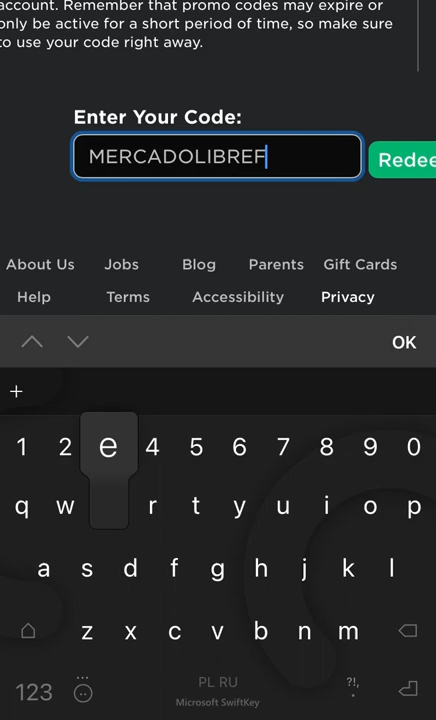 account. Remember that promo codes may expire or
only be active for a short period of time, so make sure
to use your code right away.
Enter Your Code:
MERCADOLIBREF
Redee
About Us Jobs Blog Parents Gift Cards
Help Terms Accessibility Privacy
OK
+
1 2 e 4 5 6 7 8 9 0
q w r t y u i o p
a s d f g h j k l
z x c v b n m
123 PL RU ?!,
Microsoft SwiftKey